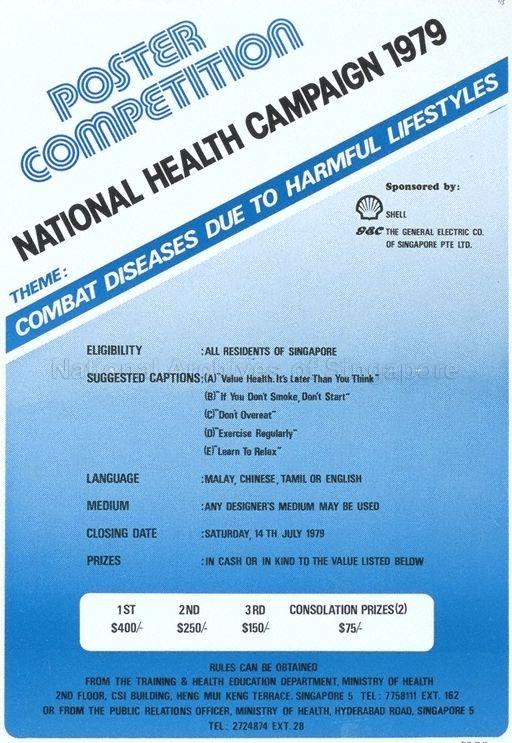 POSTER
COMPETITION
NATIONAL HEALTH CAMPAIGN 1979
THEME:
COMBAT DISEASES DUE TO HARMFUL LIFESTYLES
Sponsored by:
SHELL
gec THE GENERAL ELECTRIC CO.
OF SINGAPORE PTE LTD.
ELIGIBILITY :ALL RESIDENTS OF SINGAPORE
National Archives of Singapore
SUGGESTED CAPTIONS:(A)"Value Health. It's Later Than You Think"
(B)"If You Don't Smoke, Don't Start"
(C)"Don't Overeat"
(D)"Exercise Regularly"
(E)"Learn To Relax"
LANGUAGE :MALAY, CHINESE, TAMIL OR ENGLISH
MEDIUM :ANY DESIGNER'S MEDIUM MAY BE USED
CLOSING DATE :SATURDAY, 14 TH JULY 1979
PRIZES :IN CASH OR IN KIND TO THE VALUE LISTED BELOW
1ST 2ND 3RD CONSOLATION PRIZES(2)
$400/- $250/- $150/- $75/-
RULES CAN BE OBTAINED
FROM THE TRAINING & HEALTH EDUCATION DEPARTMENT, MINISTRY OF HEALTH
2ND FLOOR, CSI BUILDING, HENG MUI KENG TERRACE, SINGAPORE 5 TEL: 7758111 EXT. 162
OR FROM THE PUBLIC RELATIONS OFFICER, MINISTRY OF HEALTH, HYDERABAD ROAD, SINGAPORE 5
TEL: 2724874 EXT. 28